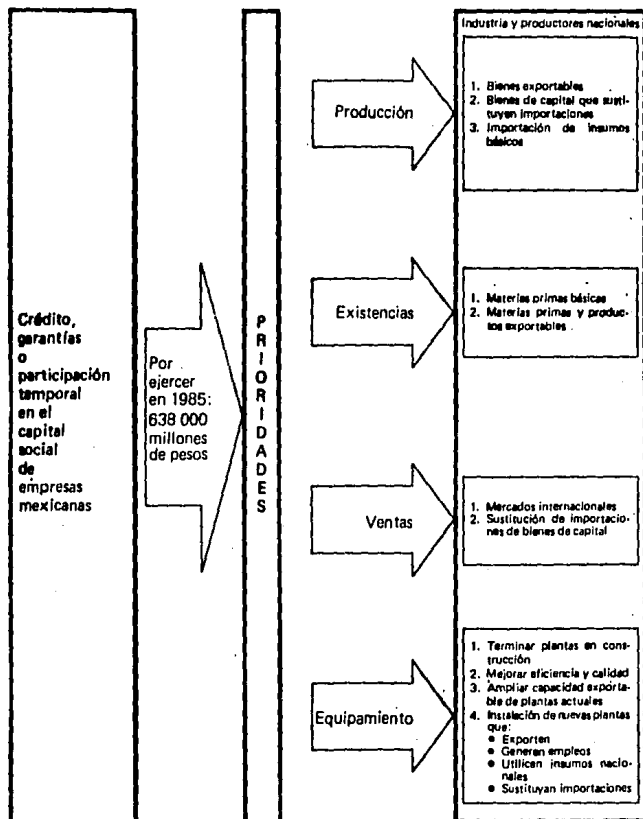 Crédito,
garantías
o
participación
temporal
en el
capital
social
de
empresas
mexicanas
Por
ejercer
en 1985:
638 000
millones
de pesos
PRIORIDADES
Producción
Existencias
Ventas
Equipamiento
Industria y productores nacionales
1. Bienes exportables
2. Bienes de capital que susti-
tuyen importaciones
3. Importación de insumos
básicos
1. Materias primas básicas
2. Materias primas y produc-
tos exportables
1. Mercados internacionales
2. Sustitución de importacio-
nes de bienes de capital
1. Terminar plantas en cons-
trucción
2. Mejorar eficiencia y calidad
3. Ampliar capacidad exporta-
ble de plantas actuales
4. Instalación de nuevas plantas
que:
● Exporten
● Generen empleos
● Utilicen insumos nacio-
nales
● Sustituyan importaciones